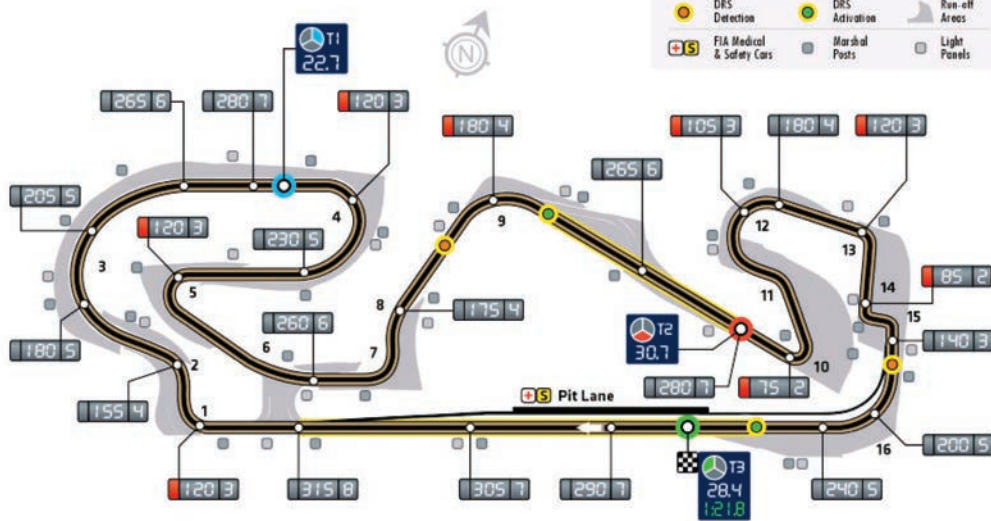 DRS
Detection
DRS
Activation
Run-off
Areas
FIA Medical
& Safety Cars
Marshal
Posts
Light
Panels
+ S
N
T1
22.7
265 6
280 7
120 3
180 4
105 3
180 4
120 3
265 6
205 5
120 3
230 5
4
9
12
13
3
5
85 2
14
8
11
15
180 5
260 6
175 4
T2
30.7
140 3
6
7
2
10
155 4
280 7
75 2
1
+ S Pit Lane
16
200 5
120 3
315 8
305 7
290 7
T3
28.4
1:21.8
240 5